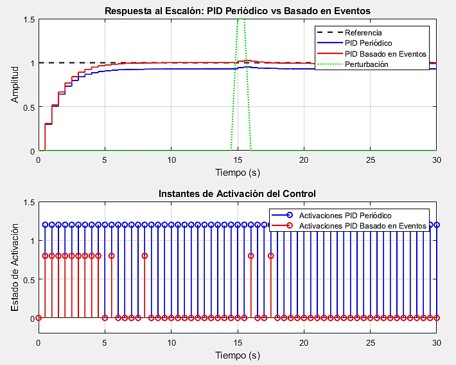 Respuesta al Escalón: PID Periódico vs Basado en Eventos
1.5
1
0.5
0
Amplitud
Referencia
PID Periódico
PID Basado en Eventos
Perturbación
0 5 10 15 20 25 30
Tiempo (s)
Instantes de Activación del Control
1.5
1
0.5
0
Estado de Activación
Activaciones PID Periódico
Activaciones PID Basado en Eventos
0 5 10 15 20 25 30
Tiempo (s)